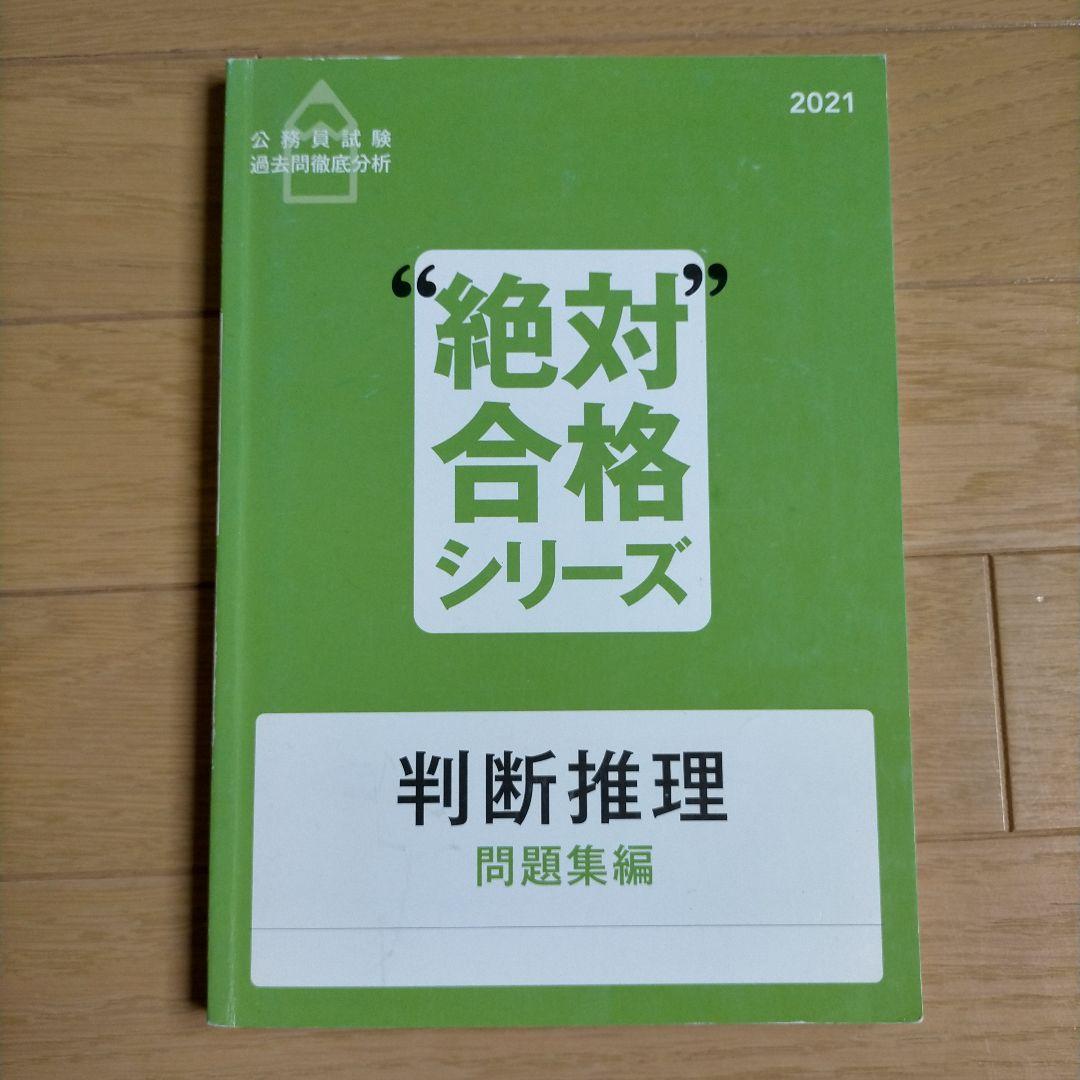 2021
公務員試験
過去問徹底分析
“絶対”
合格
シリーズ
判断推理
問題集編